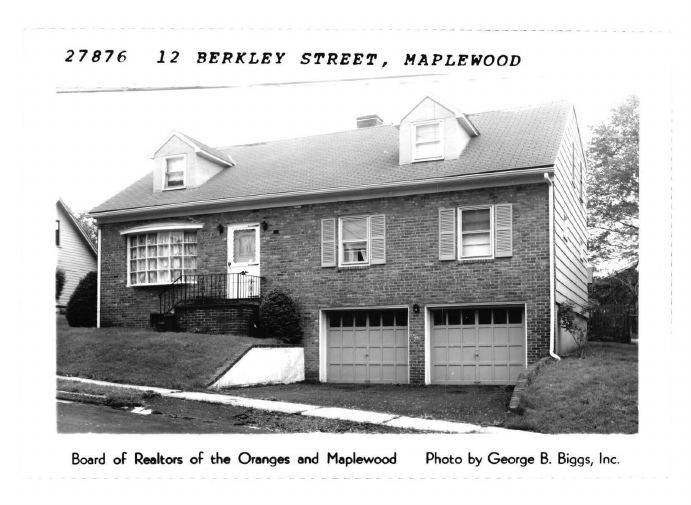 27876 12 BERKLEY STREET, MAPLEWOOD
Board of Realtors of the Oranges and Maplewood Photo by George B. Biggs, Inc.